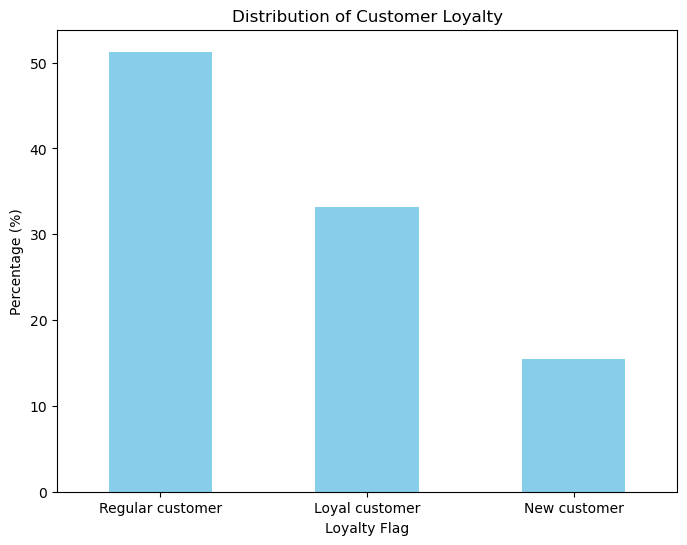 Distribution of Customer Loyalty
Percentage (%)
50
40
30
20
10
0
Regular customer
Loyal customer
New customer
Loyalty Flag